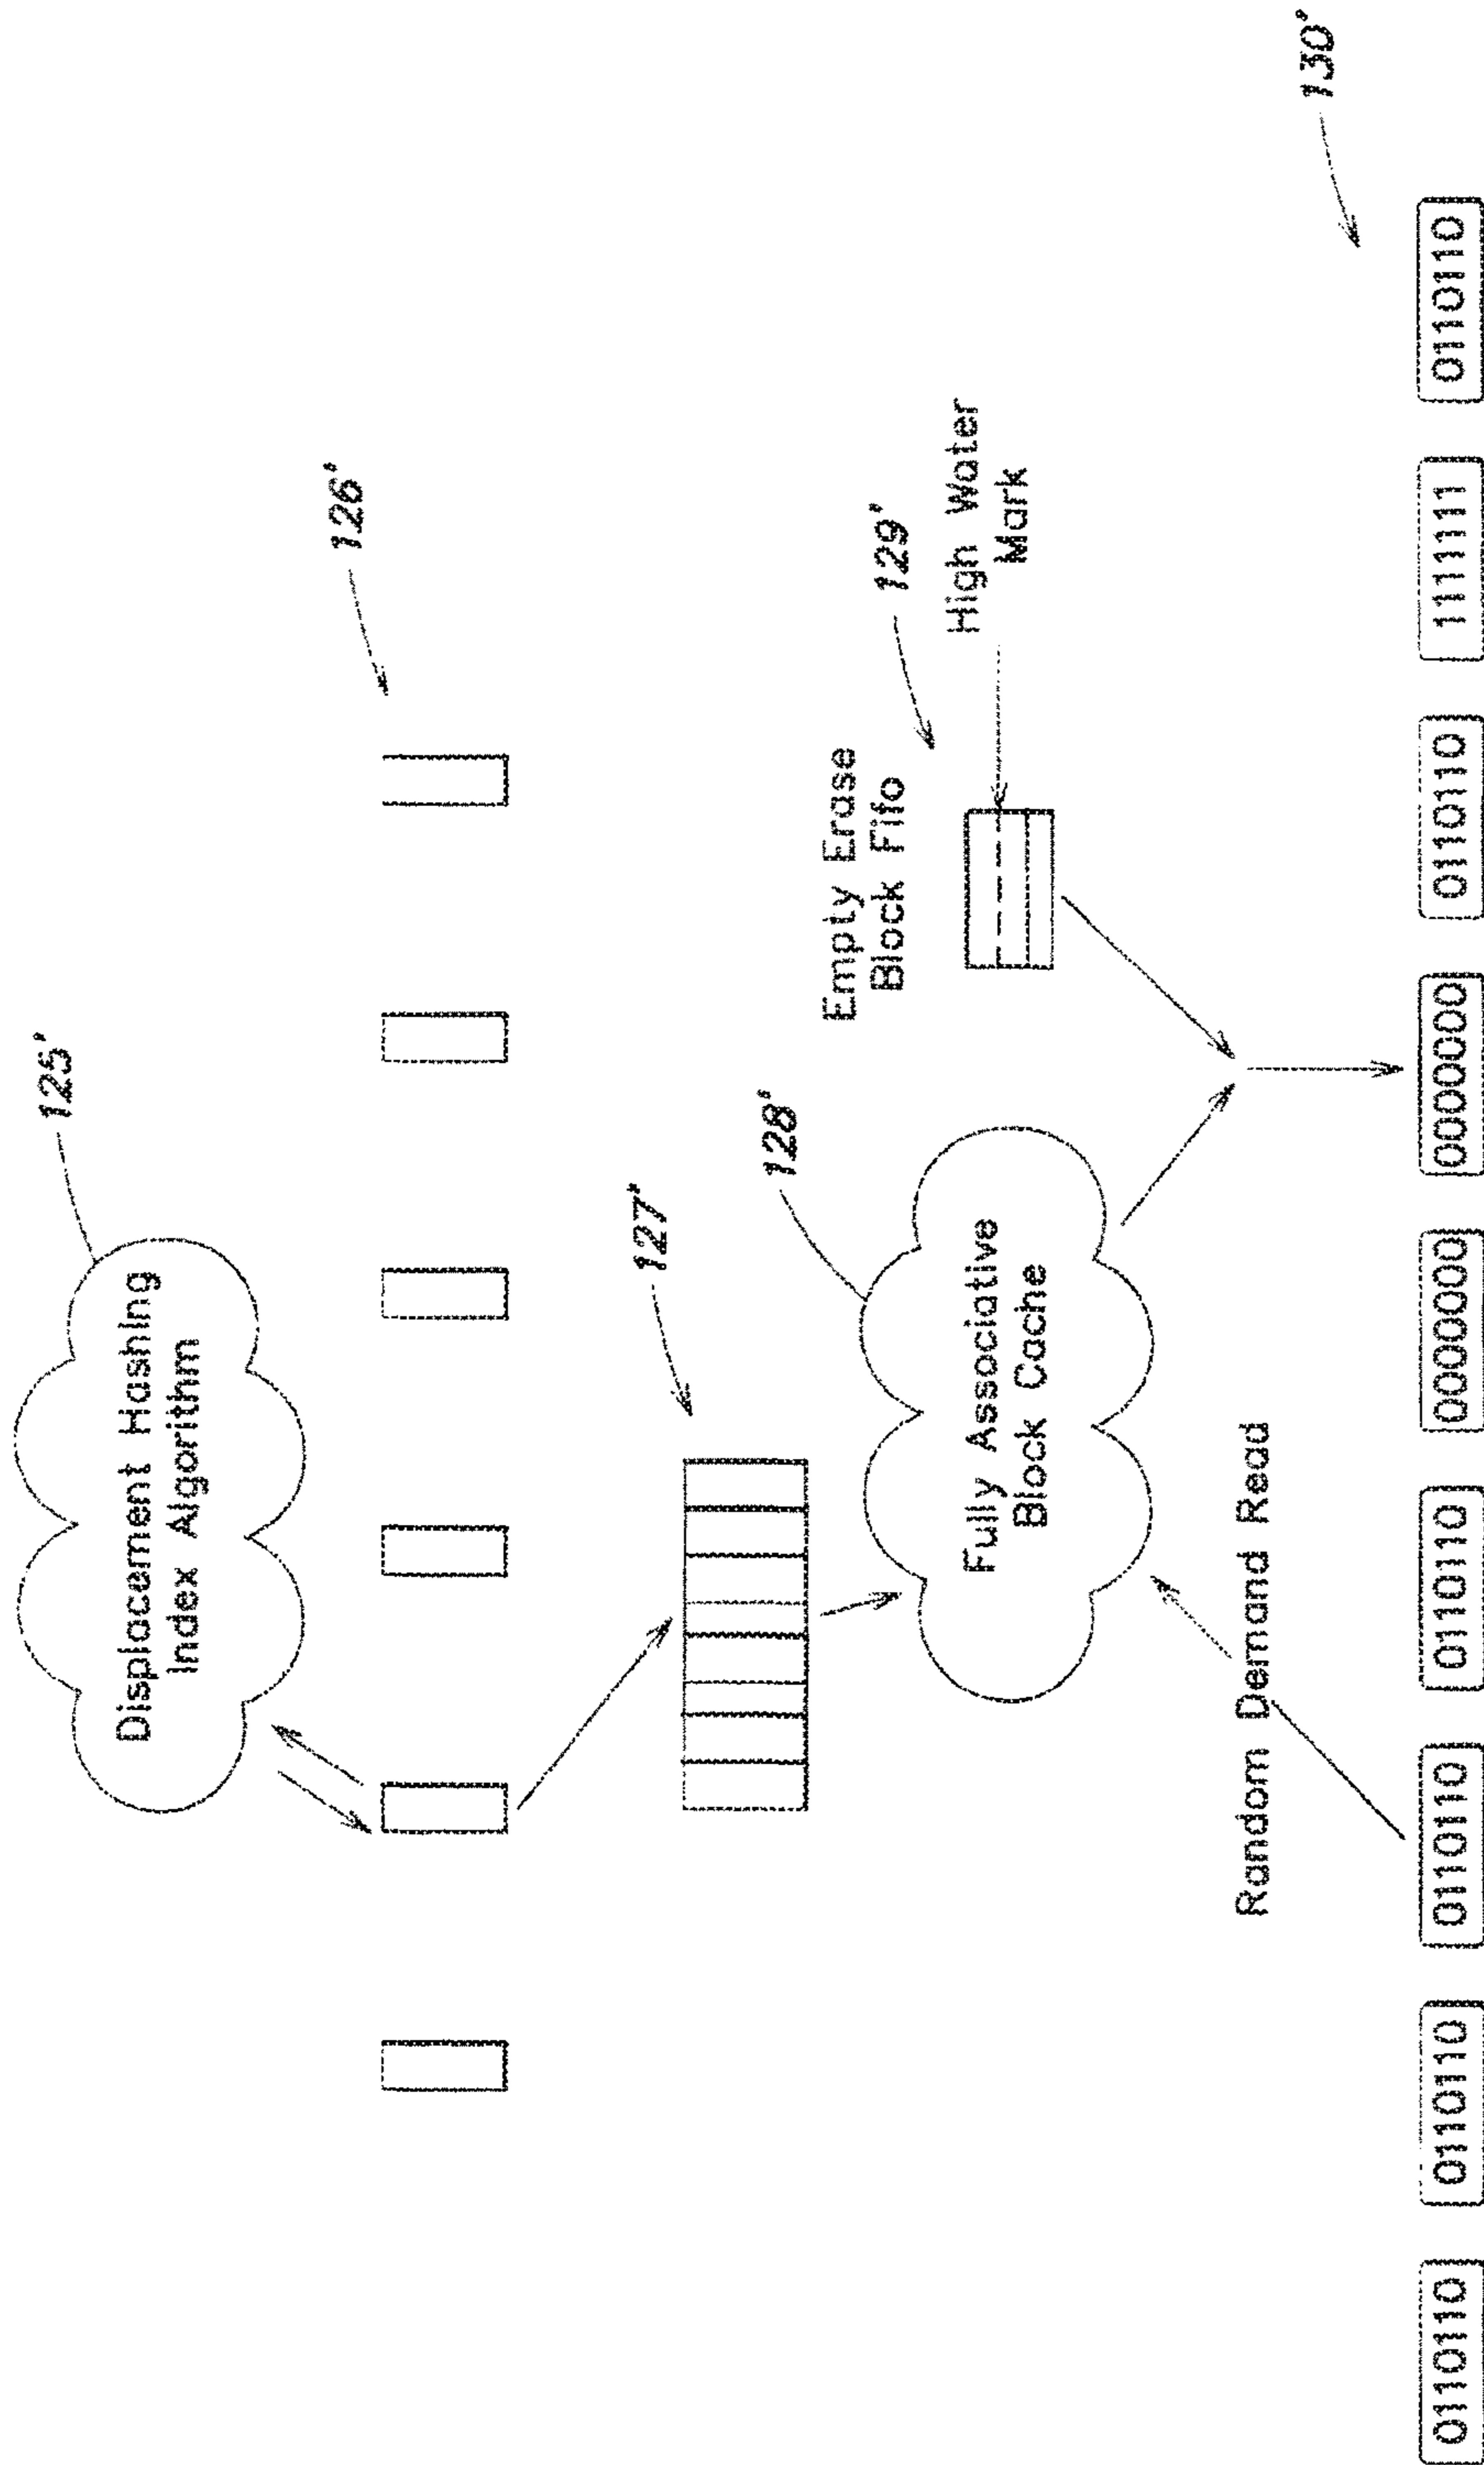 125'
Displacement Hashing
Index Algorithm
126'
127'
128'
Fully Associative
Block Cache
Empty Erase
Block Fifo
129'
High Water
Mark
Random Demand Read
130'
0110110
0110110
0110110
0110110
0000000
0000000
0110110
1111111
0110110